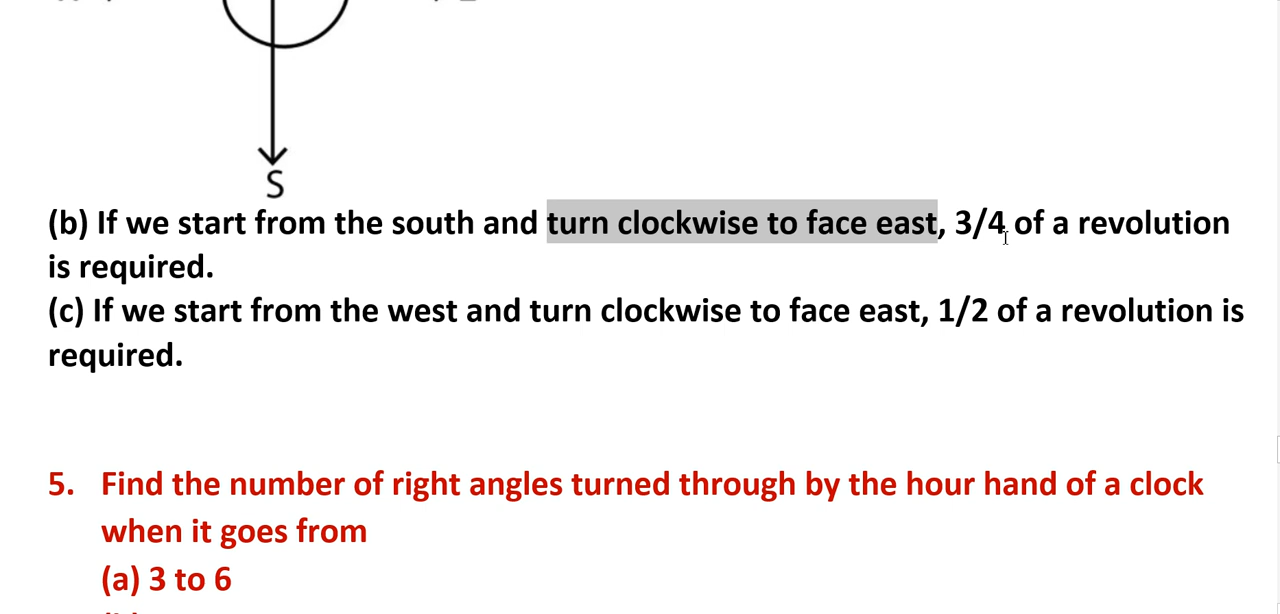 S
(b) If we start from the south and turn clockwise to face east, 3/4 of a revolution
is required.
(c) If we start from the west and turn clockwise to face east, 1/2 of a revolution is
required.
5. Find the number of right angles turned through by the hour hand of a clock
when it goes from
(a) 3 to 6